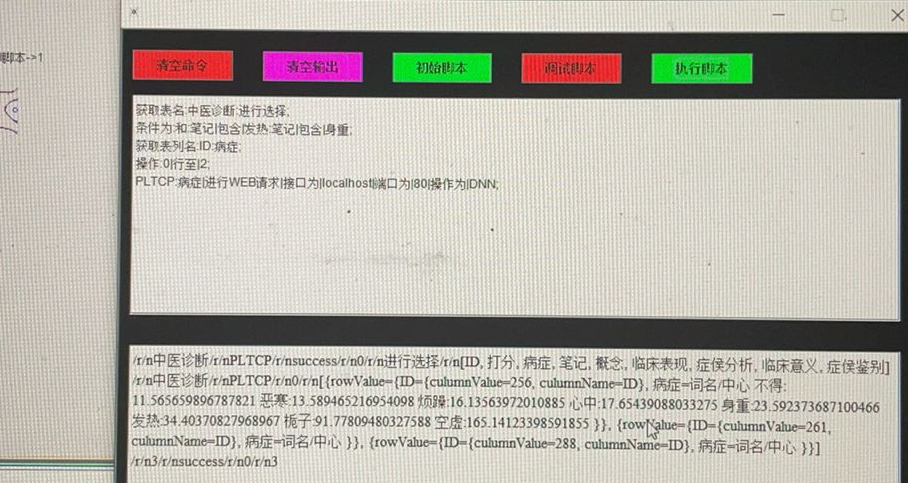 脚本->1
清空命令 清空输出 初始脚本 调试脚本 执行脚本
获取表名:中医诊断:进行选择;
条件为:和:笔记|包含|发热:笔记|包含|身重;
获取表列名:ID:病症;
操作:0|行至|2;
PLTCP:病症|进行WEB请求|接口为|localhost|端口为|80|操作为|DNN;
/r/n中医诊断/r/nPLTCP/r/nsuccess/r/n0/r/n进行选择/r/n[ID, 打分, 病症, 笔记, 概念, 临床表现, 症侯分析, 临床意义, 症侯鉴别]
/r/n中医诊断/r/nPLTCP/r/n0/r/n[{rowValue={ID={culumnValue=256, culumnName=ID}, 病症=词名/中心 不得:
11.565659896787821 恶寒:13.589465216954098 烦躁:16.13563972010885 心中:17.65439088033275 身重:23.592373687100466
发热:34.403708279689​67 栀子:91.77809480327588 空虚:165.14123398591855 }}, {rowValue={ID={culumnValue=261,
culumnName=ID}, 病症=词名/中心 }}, {rowValue={ID={culumnValue=288, culumnName=ID}, 病症=词名/中心 }}]
/r/n3/r/nsuccess/r/n0/r/n3